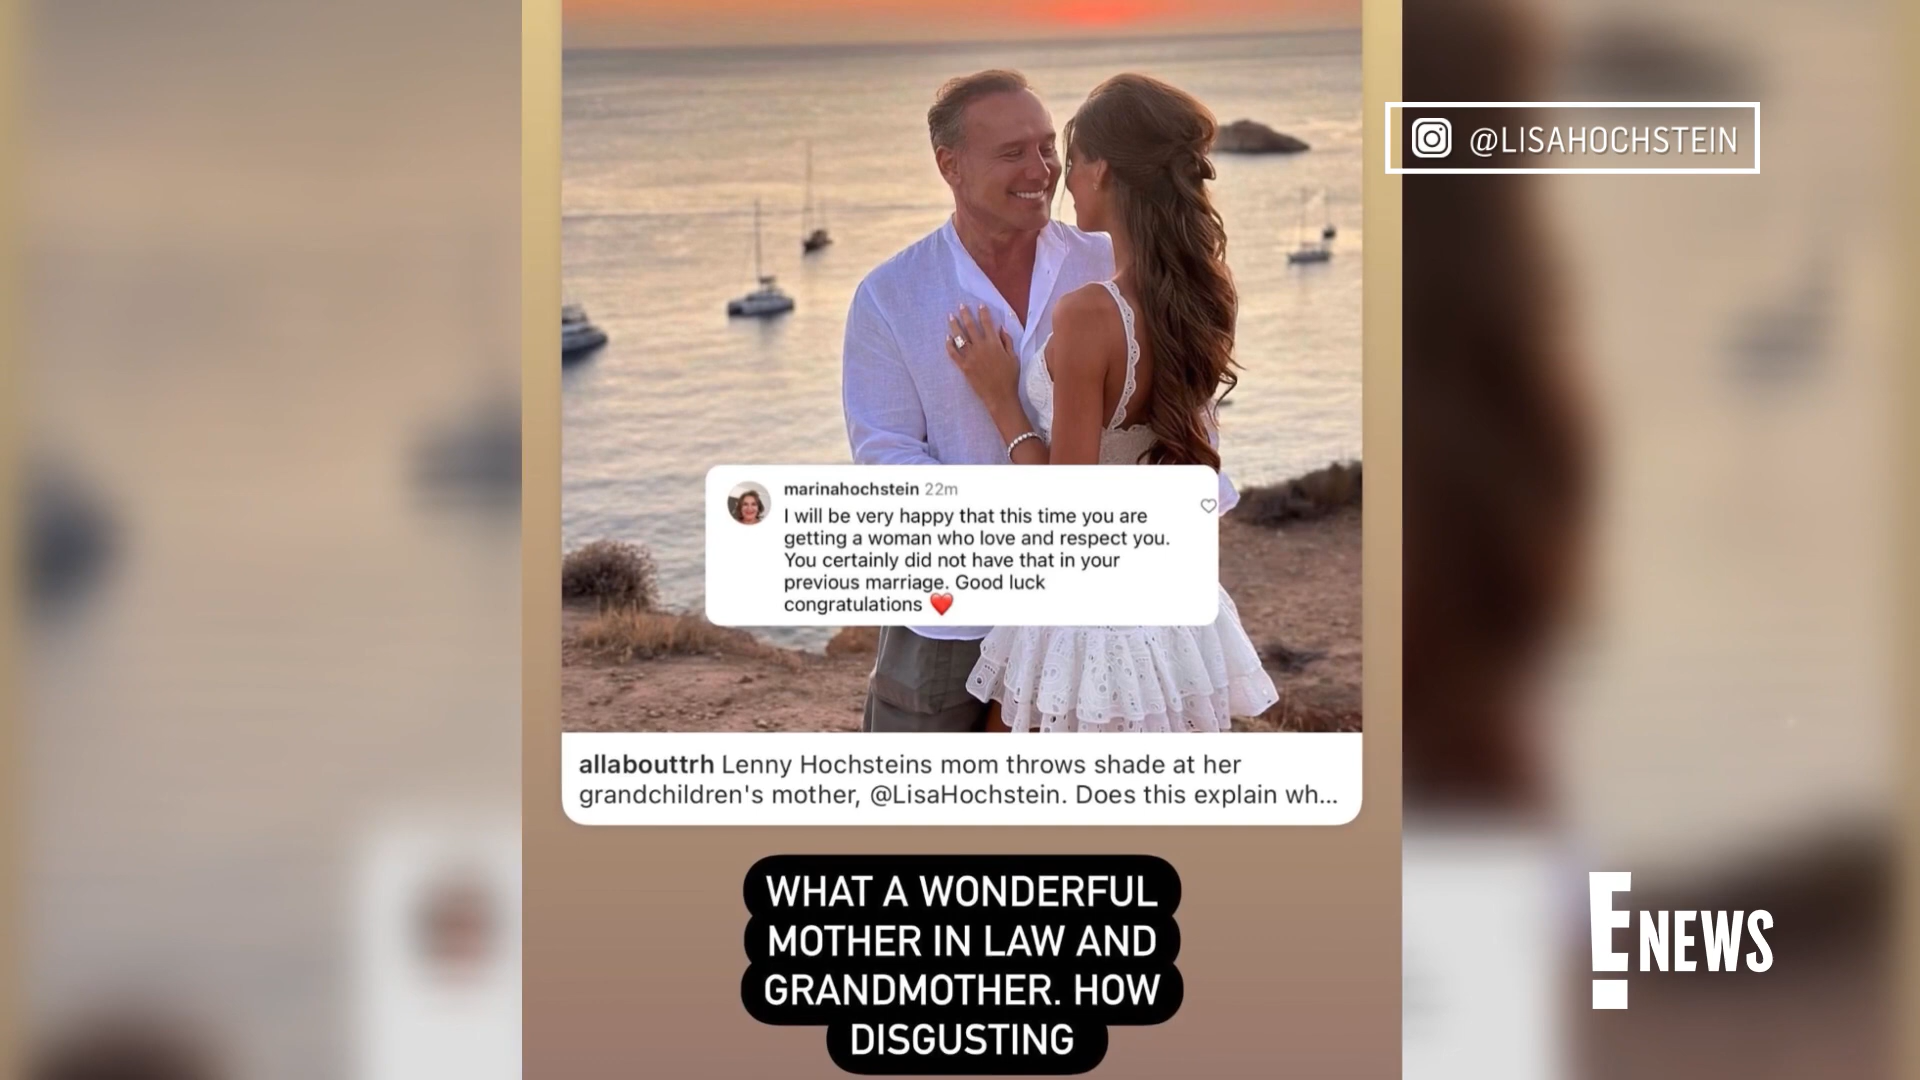 @LISAHOCHSTEIN
marinahochstein 22m
I will be very happy that this time you are
getting a woman who love and respect you.
You certainly did not have that in your
previous marriage. Good luck
congratulations ❤️
allabouttrh Lenny Hochsteins mom throws shade at her
grandchildren's mother, @LisaHochstein. Does this explain wh...
WHAT A WONDERFUL
MOTHER IN LAW AND
GRANDMOTHER. HOW
DISGUSTING
E NEWS